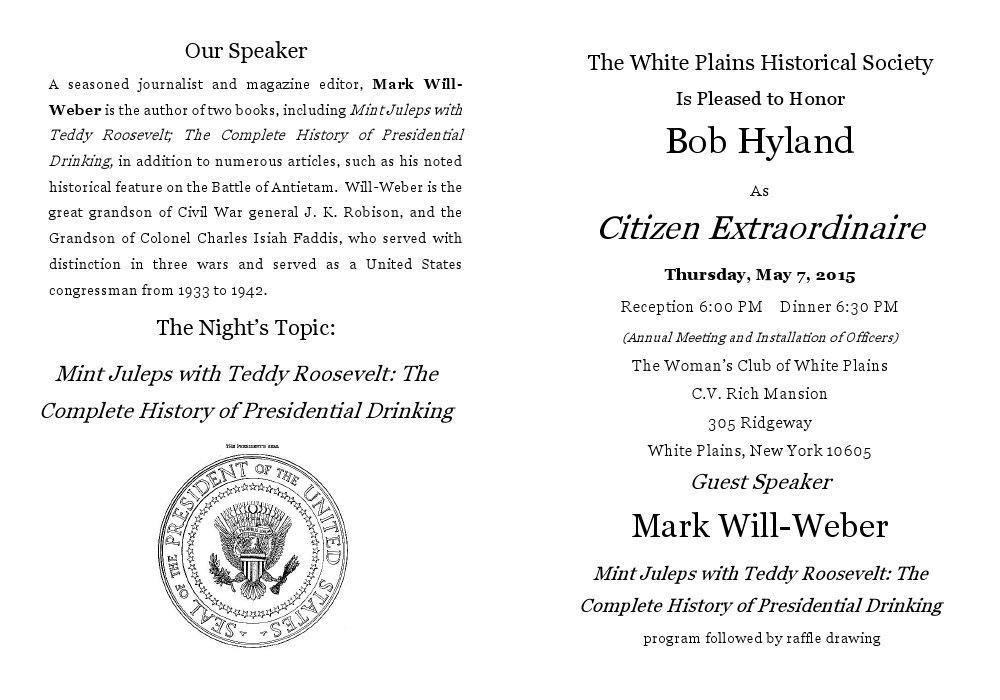 Our Speaker
A seasoned journalist and magazine editor, Mark Will-
Weber is the author of two books, including Mint Juleps with
Teddy Roosevelt; The Complete History of Presidential
Drinking, in addition to numerous articles, such as his noted
historical feature on the Battle of Antietam. Will-Weber is the
great grandson of Civil War general J. K. Robison, and the
Grandson of Colonel Charles Isiah Faddis, who served with
distinction in three wars and served as a United States
congressman from 1933 to 1942.
The Night's Topic:
Mint Juleps with Teddy Roosevelt: The
Complete History of Presidential Drinking
THE PRESIDENT'S SEAL
SEAL OF THE PRESIDENT OF THE UNITED STATES
The White Plains Historical Society
Is Pleased to Honor
Bob Hyland
As
Citizen Extraordinaire
Thursday, May 7, 2015
Reception 6:00 PM Dinner 6:30 PM
(Annual Meeting and Installation of Officers)
The Woman's Club of White Plains
C.V. Rich Mansion
305 Ridgeway
White Plains, New York 10605
Guest Speaker
Mark Will-Weber
Mint Juleps with Teddy Roosevelt: The
Complete History of Presidential Drinking
program followed by raffle drawing